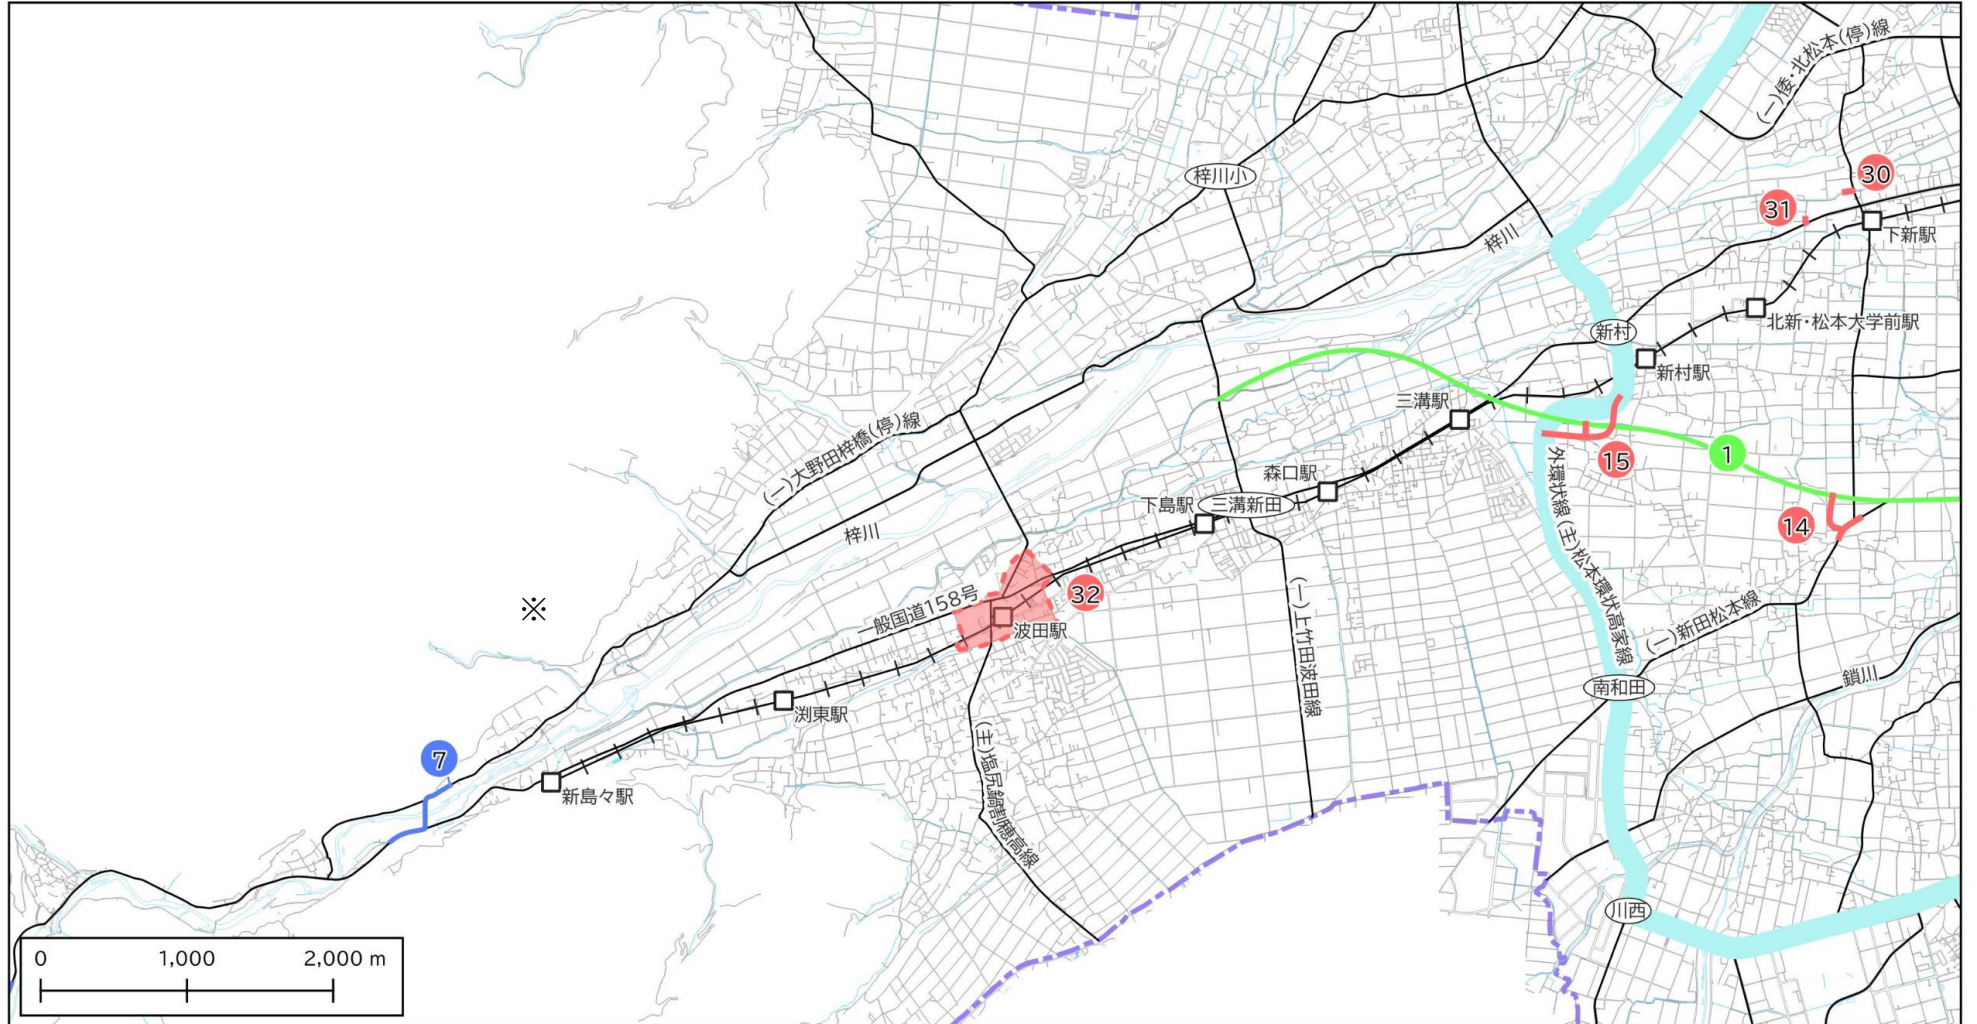 (一)倭・北松本(停)線
30
梓川小
31
梓川
下新駅
北新・松本大学前駅
新村
新村駅
三溝駅
(一)大野田梓橋(停)線
1
15
森口駅
下島駅
三溝新田
14
梓川
外環状線(主)松本環状高家線
32
一般国道158号
※
波田駅
(一)上竹田波田線
(一)新田松本線
鎖川
南和田
渕東駅
(主)塩尻鍋割穂高線
7
新島々駅
川西
0 1,000 2,000 m